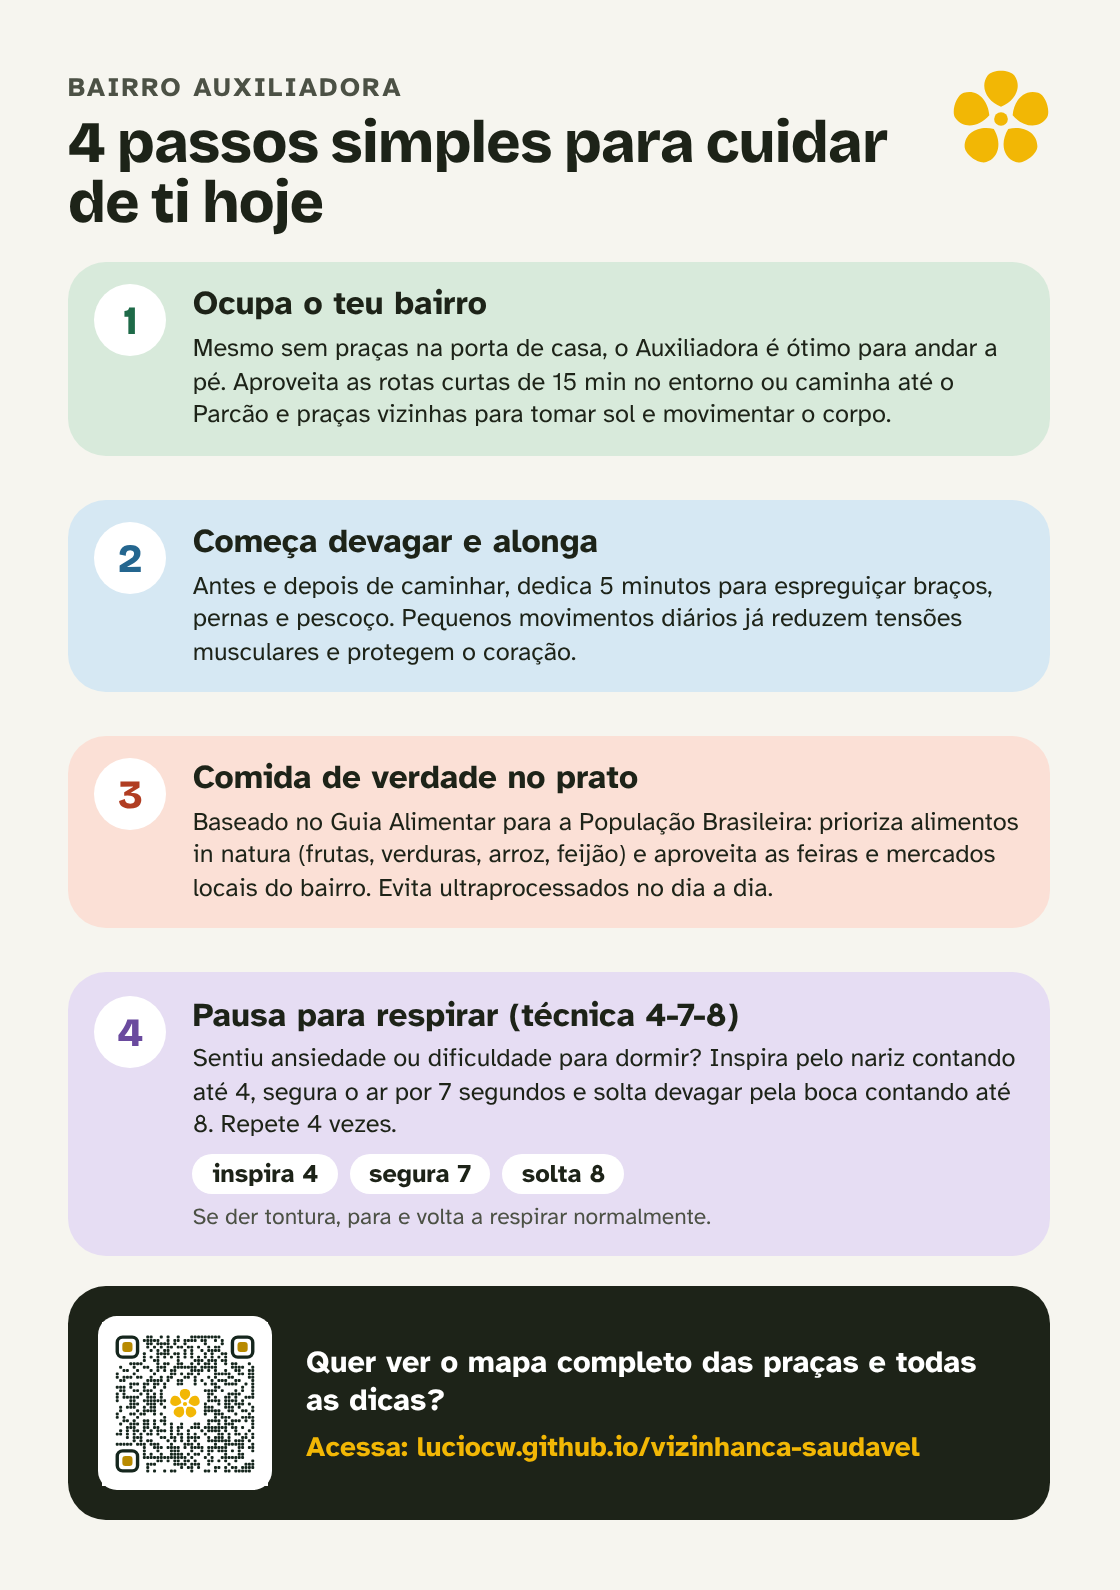 BAIRRO AUXILIADORA
4 passos simples para cuidar
de ti hoje
1
Ocupa o teu bairro
Mesmo sem praças na porta de casa, o Auxiliadora é ótimo para andar a
pé. Aproveita as rotas curtas de 15 min no entorno ou caminha até o
Parcão e praças vizinhas para tomar sol e movimentar o corpo.
2
Começa devagar e alonga
Antes e depois de caminhar, dedica 5 minutos para espreguiçar braços,
pernas e pescoço. Pequenos movimentos diários já reduzem tensões
musculares e protegem o coração.
3
Comida de verdade no prato
Baseado no Guia Alimentar para a População Brasileira: prioriza alimentos
in natura (frutas, verduras, arroz, feijão) e aproveita as feiras e mercados
locais do bairro. Evita ultraprocessados no dia a dia.
4
Pausa para respirar (técnica 4-7-8)
Sentiu ansiedade ou dificuldade para dormir? Inspira pelo nariz contando
até 4, segura o ar por 7 segundos e solta devagar pela boca contando até
8. Repete 4 vezes.
inspira 4 segura 7 solta 8
Se der tontura, para e volta a respirar normalmente.
Quer ver o mapa completo das praças e todas
as dicas?
Acessa: luciocw.github.io/vizinhanca-saudavel